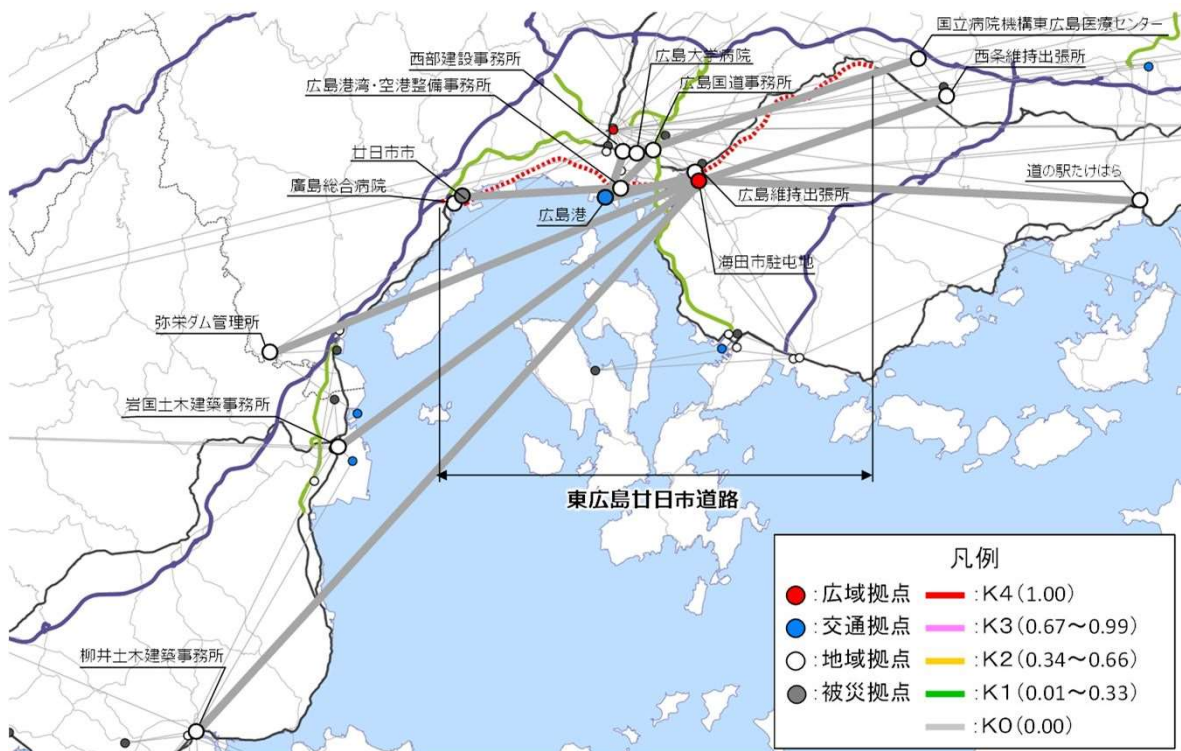 国立病院機構東広島医療センター
西部建設事務所
広島大学病院
西条維持出張所
広島港湾・空港整備事務所
広島国道事務所
廿日市市
廣島総合病院
広島港
広島維持出張所
道の駅たけはら
海田市駐屯地
弥栄ダム管理所
岩国土木建築事務所
東広島廿日市道路
柳井土木建築事務所
凡例
:広域拠点 :K4(1.00)
:交通拠点 :K3(0.67～0.99)
:地域拠点 :K2(0.34～0.66)
:被災拠点 :K1(0.01～0.33)
:K0(0.00)